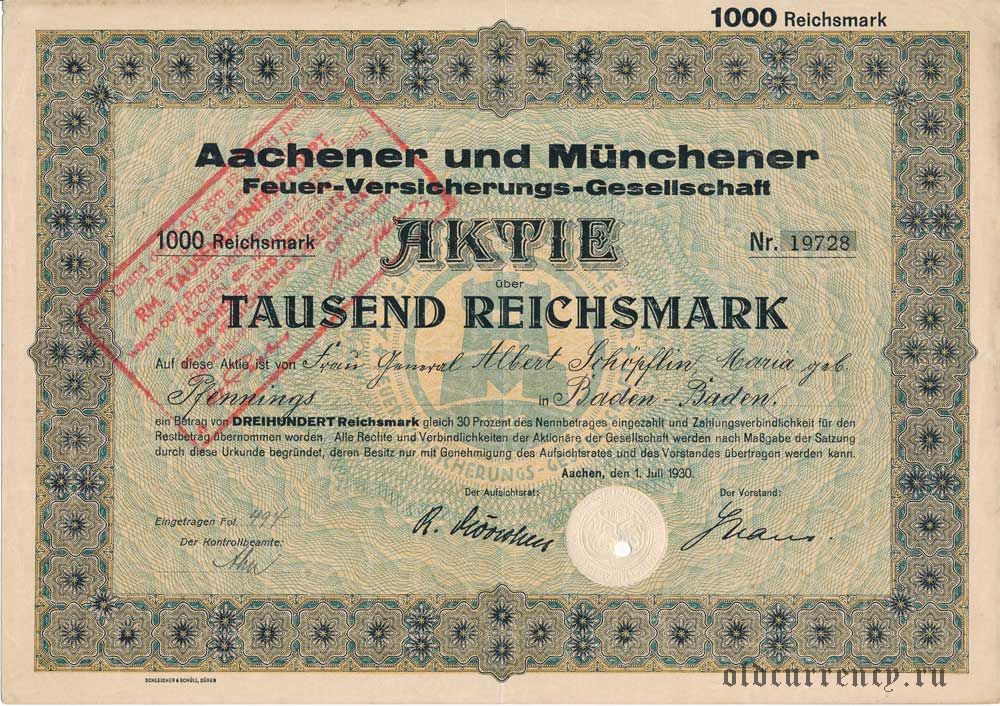 1000 Reichsmark
Aachener und Münchener
Feuer-Versicherungs-Gesellschaft
AKTIE
1000 Reichsmark
Nr. 19728
über
TAUSEND REICHSMARK
Auf diese Aktie ist von Frau General Albert Schöpflin, Maria geb.
Pfennings in Baden-Baden.
ein Betrag von DREIHUNDERT Reichsmark gleich 30 Prozent des Nennbetrages eingezahlt und Zahlungsverbindlichkeit für den
Restbetrag übernommen worden. Alle Rechte und Verbindlichkeiten der Aktionäre der Gesellschaft werden nach Maßgabe der Satzung
durch diese Urkunde begründet, deren Besitz nur mit Genehmigung des Aufsichtsrates und des Vorstandes übertragen werden kann.
Aachen, den 1. Juli 1930.
Der Aufsichtsrat:
Der Vorstand:
Eingetragen Fol. 494
Der Kontrollbeamte:
RM. TAUSENDFÜNFHUNDERT,
SCHLEICHER & SCHÜLL, DÜREN
oldcurrency.ru